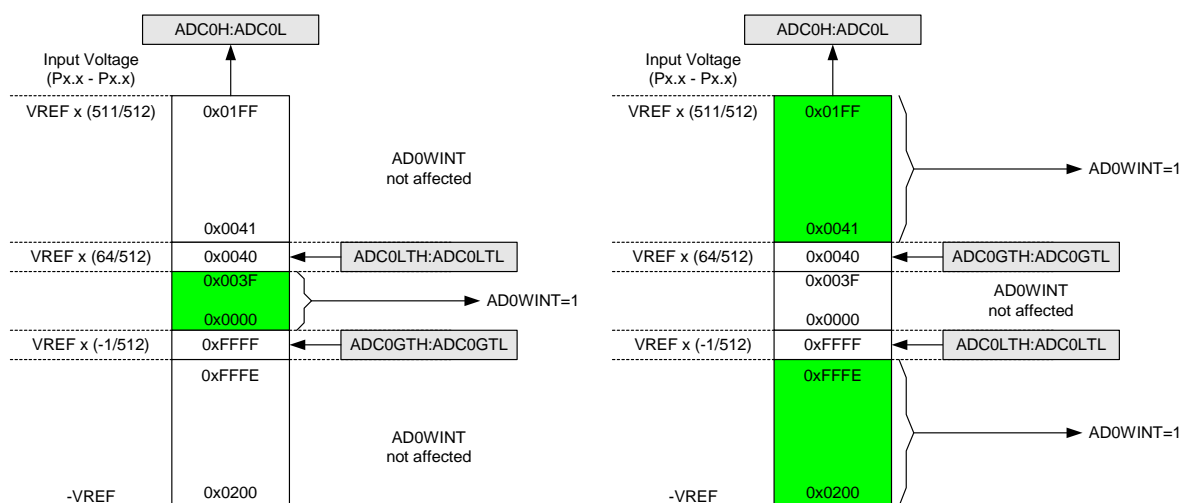 ADC0H:ADC0L
Input Voltage
(Px.x - Px.x)
VREF x (511/512)
0x01FF
AD0WINT
not affected
0x0041
VREF x (64/512)
0x0040
ADC0LTH:ADC0LTL
0x003F
AD0WINT=1
0x0000
VREF x (-1/512)
0xFFFF
ADC0GTH:ADC0GTL
0xFFFE
AD0WINT
not affected
-VREF
0x0200
ADC0H:ADC0L
Input Voltage
(Px.x - Px.x)
VREF x (511/512)
0x01FF
AD0WINT=1
0x0041
VREF x (64/512)
0x0040
ADC0GTH:ADC0GTL
0x003F
AD0WINT
not affected
0x0000
VREF x (-1/512)
0xFFFF
ADC0LTH:ADC0LTL
0xFFFE
AD0WINT=1
-VREF
0x0200